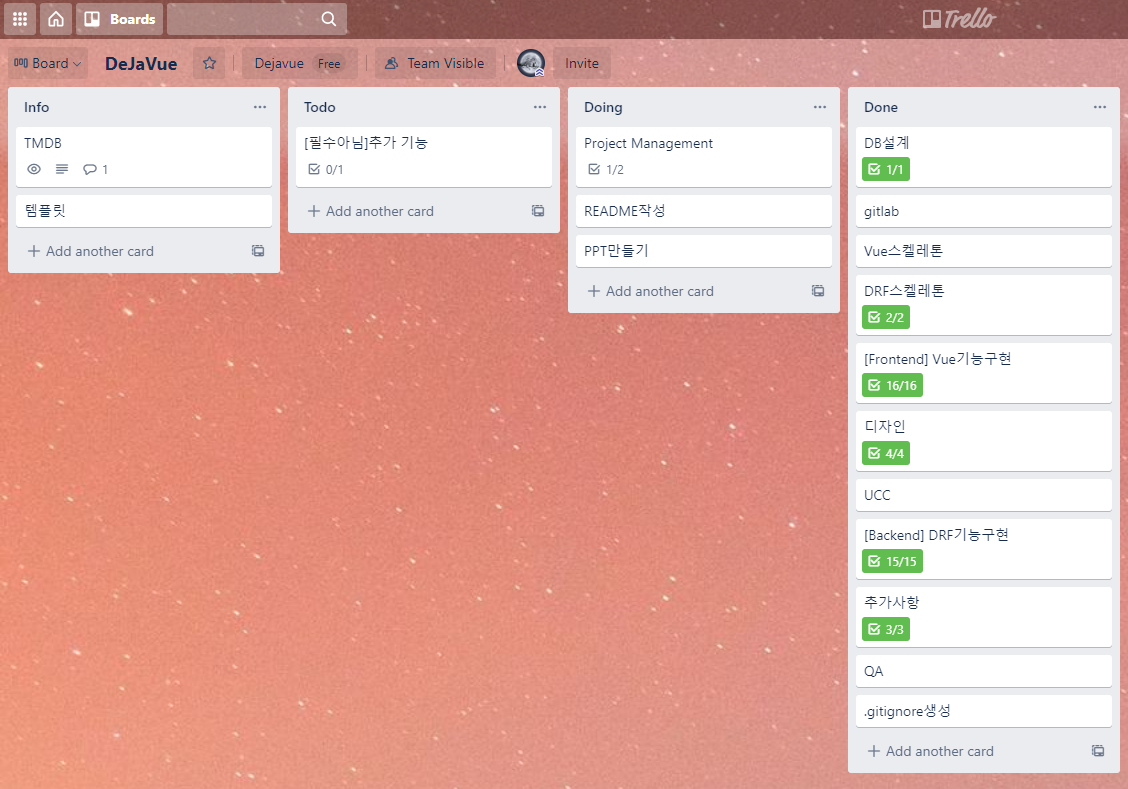 Boards
Trello
Board
DeJaVue
Dejavue
Free
Team Visible
Invite
Info
TMDB
1
템플릿
Add another card
Todo
[필수아님]추가 기능
0/1
Add another card
Doing
Project Management
1/2
README작성
PPT만들기
Add another card
Done
DB설계
1/1
gitlab
Vue스켈레톤
DRF스켈레톤
2/2
[Frontend] Vue기능구현
16/16
디자인
4/4
UCC
[Backend] DRF기능구현
15/15
추가사항
3/3
QA
.gitignore생성
Add another card